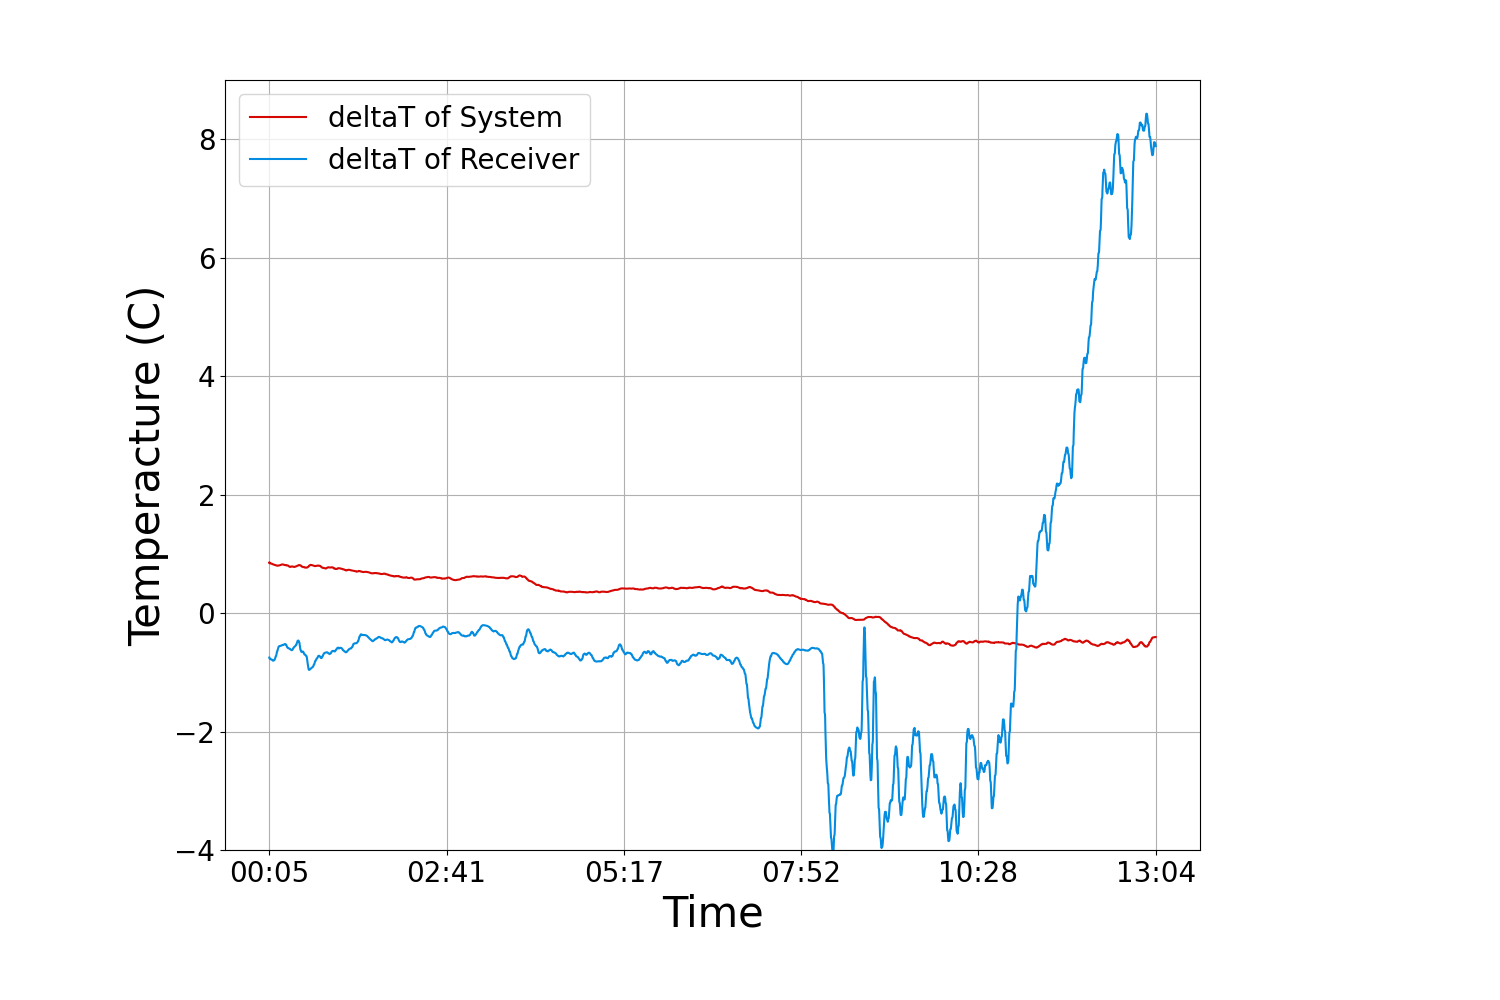 deltaT of System
deltaT of Receiver
8
6
4
2
0
−2
−4
Temperacture (C)
00:05 02:41 05:17 07:52 10:28 13:04
Time